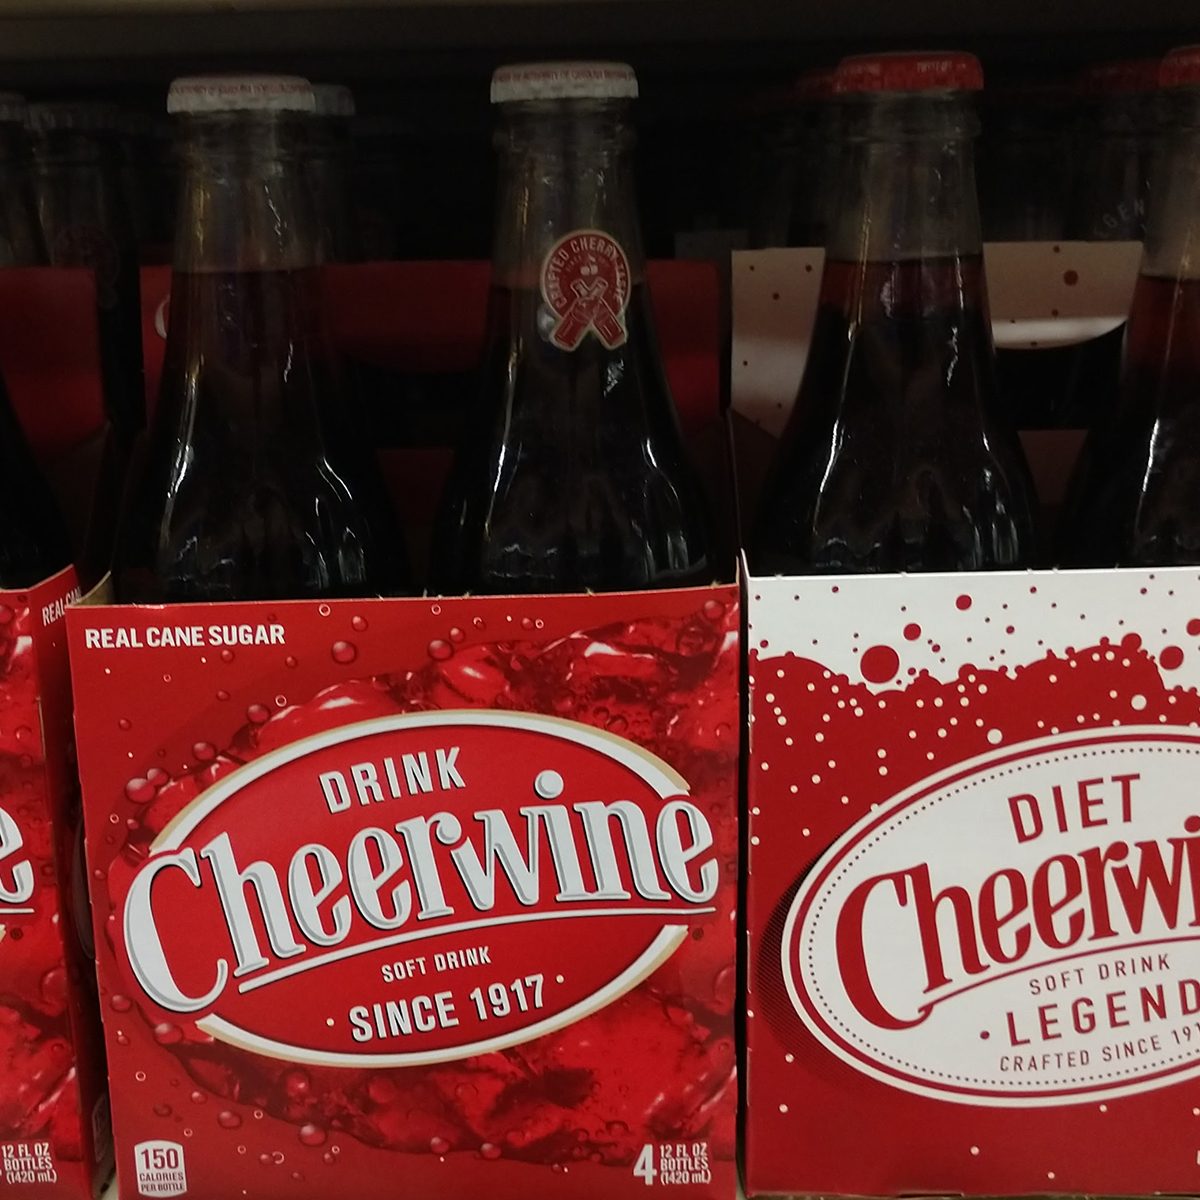 CRAFTED CHERRY TASTE
LEGEN
REAL CANE SUGAR
DRINK
Cheerwine
SOFT DRINK
· SINCE 1917 ·
150
CALORIES
PER BOTTLE
4 12 FL OZ
BOTTLES
(1420 mL)
REAL CAN
e
12 FL OZ
BOTTLES
(1420 mL)
DIET
Cheerwi
SOFT DRINK
· LEGEND
CRAFTED SINCE 19